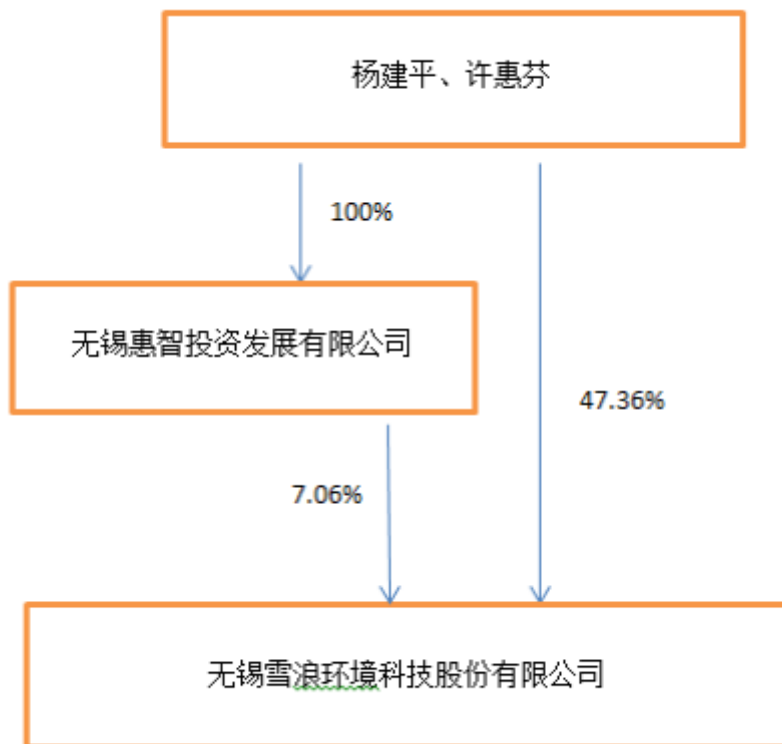 杨建平、许惠芬
100%
无锡惠智投资发展有限公司
47.36%
7.06%
无锡雪浪环境科技股份有限公司